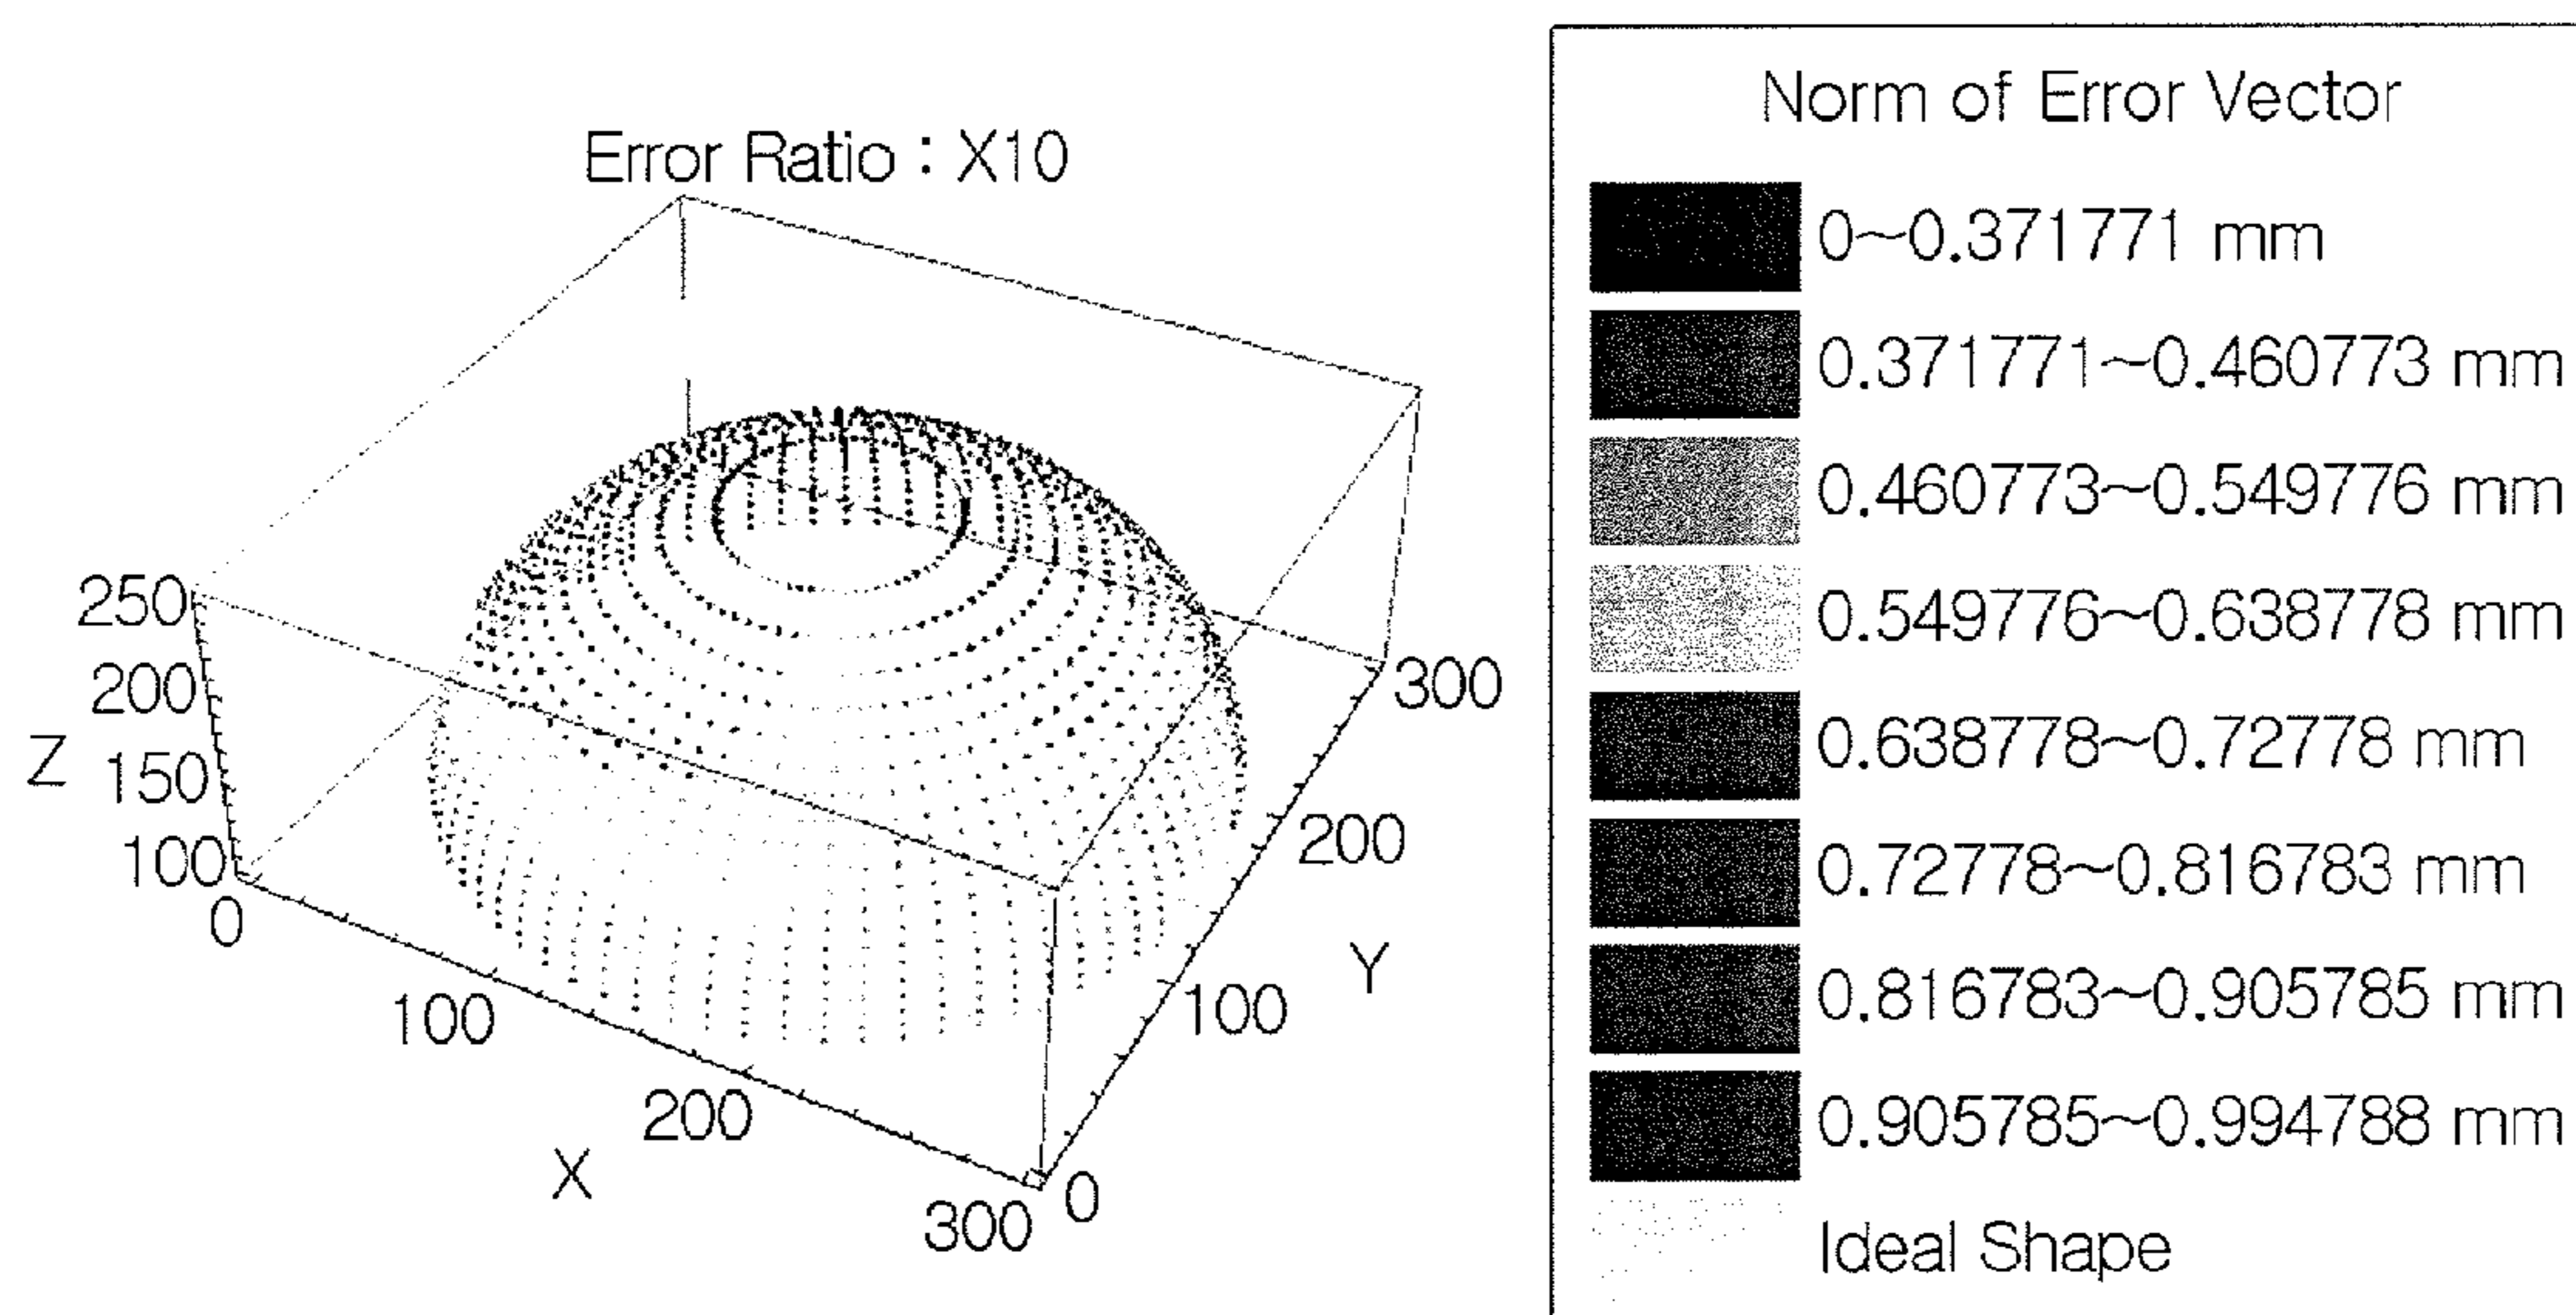 Error Ratio : X10
250
200
Z
150
100
0
100
200
X
300
0
100
Y
200
300
Norm of Error Vector
0~0.371771 mm
0.371771~0.460773 mm
0.460773~0.549776 mm
0.549776~0.638778 mm
0.638778~0.72778 mm
0.72778~0.816783 mm
0.816783~0.905785 mm
0.905785~0.994788 mm
Ideal Shape